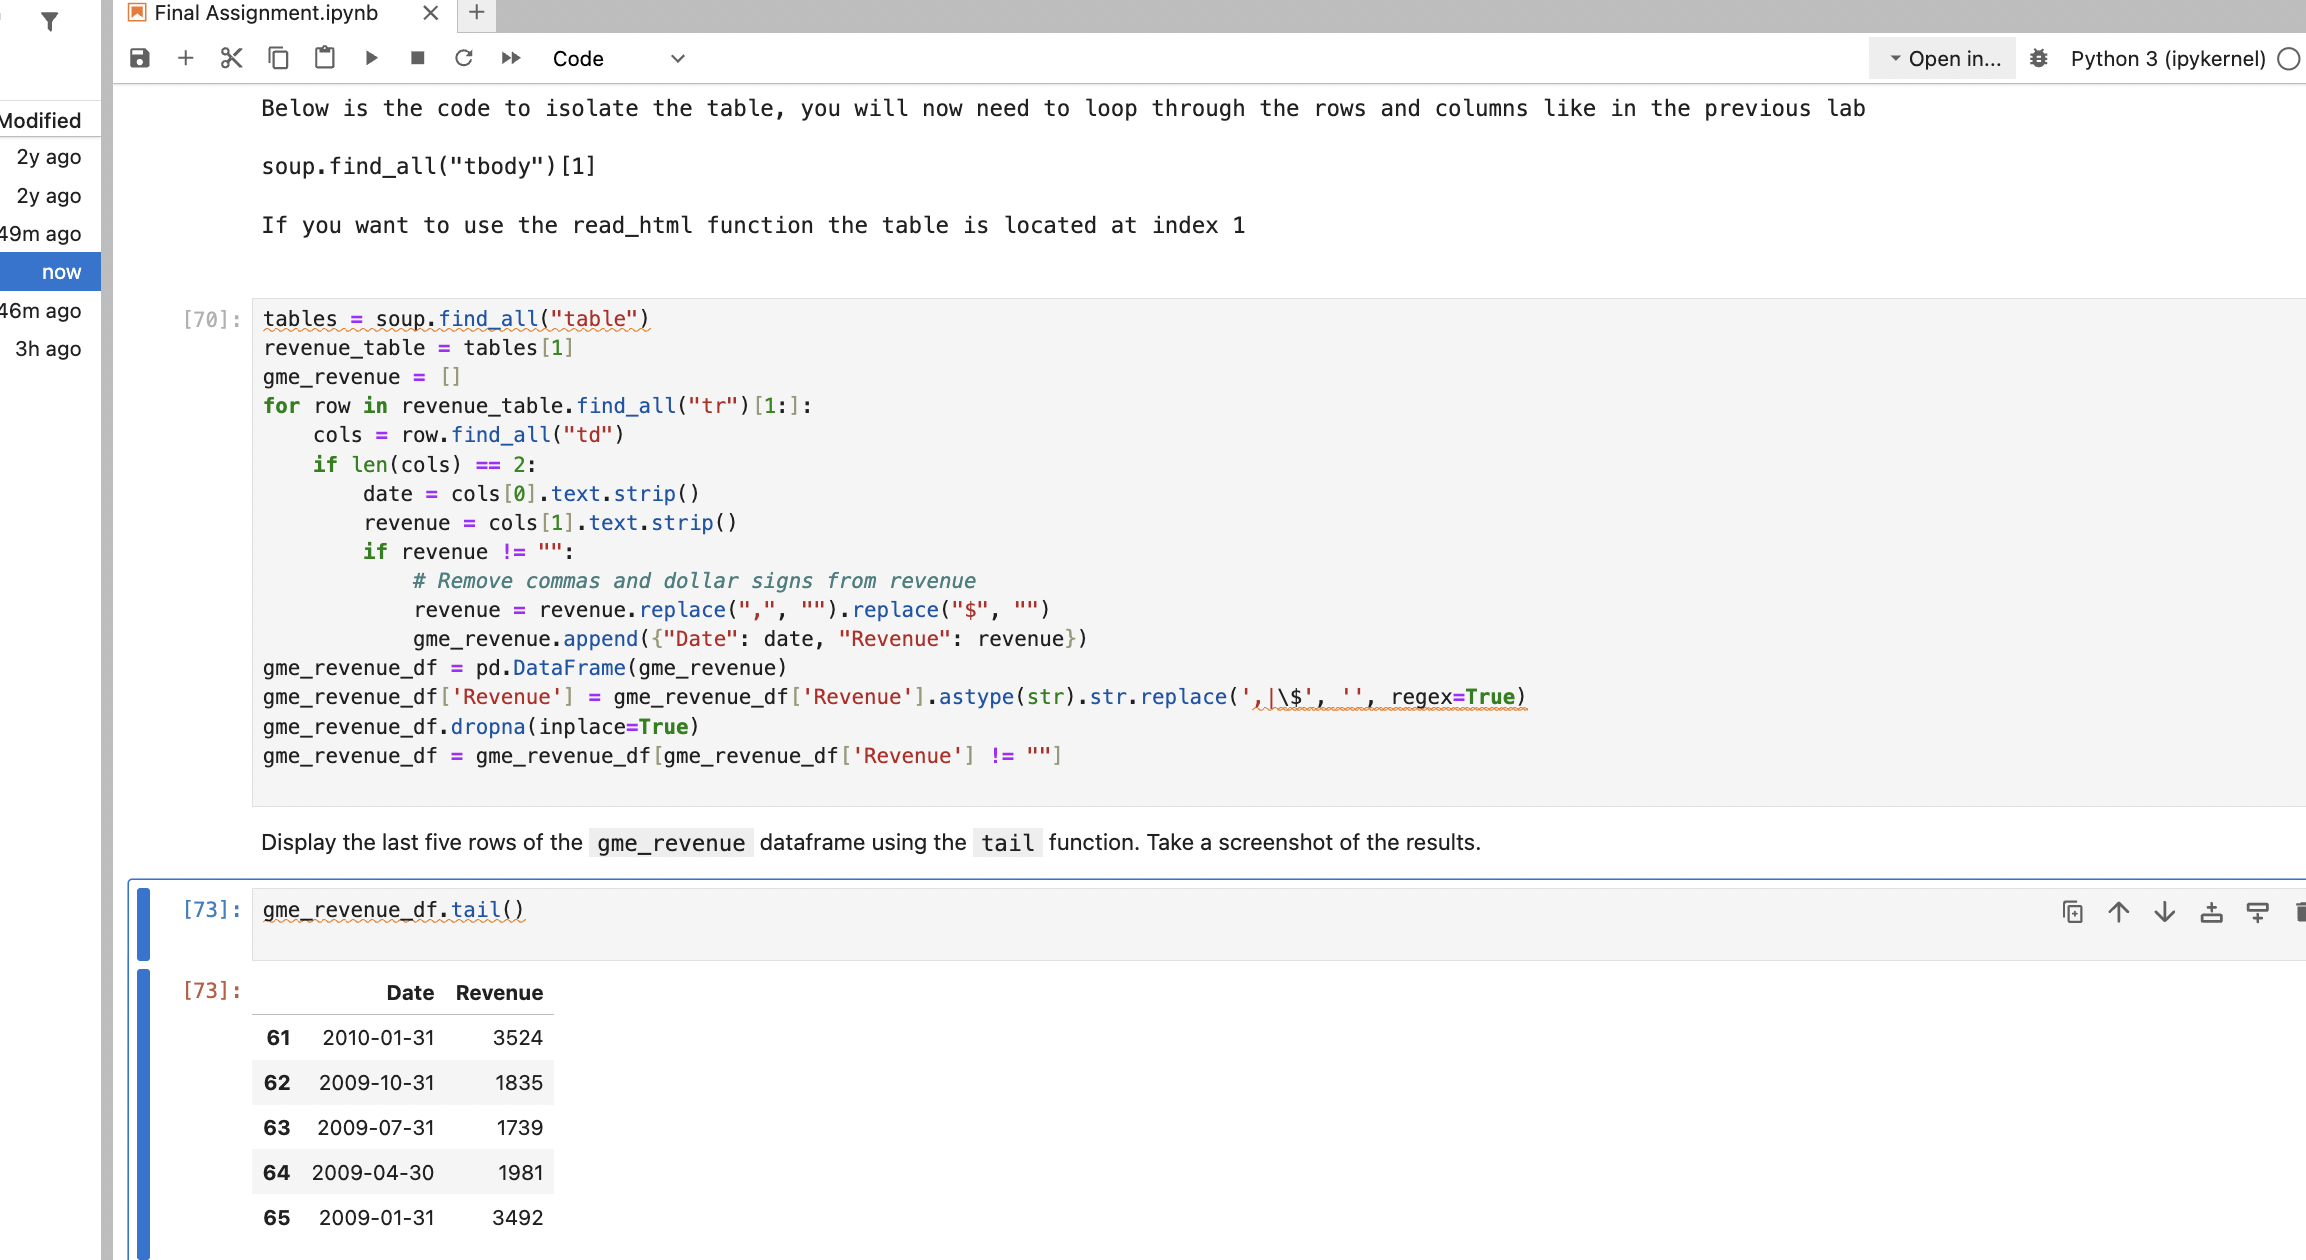 Final Assignment.ipynb
Code
Open in...
Python 3 (ipykernel)
Modified
2y ago
2y ago
49m ago
now
46m ago
3h ago
Below is the code to isolate the table, you will now need to loop through the rows and columns like in the previous lab
soup.find_all("tbody")[1]
If you want to use the read_html function the table is located at index 1
[70]:
tables = soup.find_all("table")
revenue_table = tables[1]
gme_revenue = []
for row in revenue_table.find_all("tr")[1:]:
    cols = row.find_all("td")
    if len(cols) == 2:
        date = cols[0].text.strip()
        revenue = cols[1].text.strip()
        if revenue != "":
            # Remove commas and dollar signs from revenue
            revenue = revenue.replace(",", "").replace("$", "")
            gme_revenue.append({"Date": date, "Revenue": revenue})
gme_revenue_df = pd.DataFrame(gme_revenue)
gme_revenue_df['Revenue'] = gme_revenue_df['Revenue'].astype(str).str.replace(',|\$', '', regex=True)
gme_revenue_df.dropna(inplace=True)
gme_revenue_df = gme_revenue_df[gme_revenue_df['Revenue'] != ""]
Display the last five rows of the gme_revenue dataframe using the tail function. Take a screenshot of the results.
[73]: gme_revenue_df.tail()
[73]:
Date Revenue
61 2010-01-31 3524
62 2009-10-31 1835
63 2009-07-31 1739
64 2009-04-30 1981
65 2009-01-31 3492